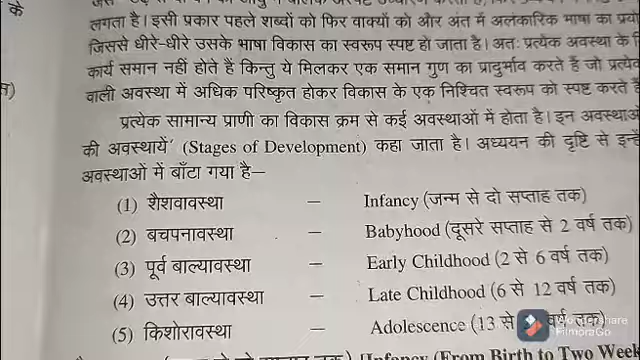 के
लगता है। इसी प्रकार पहले शब्दों को फिर वाक्यों को और अंत में अलंकारिक भाषा का
जिससे धीरे-धीरे उसके भाषा विकास का स्वरूप स्पष्ट हो जाता है। अतः प्रत्येक अवस्था के
कार्य समान नहीं होते हैं किन्तु ये मिलकर एक समान गुण का प्रादुर्भाव करते हैं जो
वाली अवस्था में अधिक परिष्कृत होकर विकास के एक निश्चित स्वरूप को स्पष्ट करते
प्रत्येक सामान्य प्राणी का विकास क्रम से कई अवस्थाओं में होता है। इन
की अवस्थायें' (Stages of Development) कहा जाता है। अध्ययन की दृष्टि से
अवस्थाओं में बाँटा गया है—
(1) शैशवावस्था — Infancy (जन्म से दो सप्ताह तक)
(2) बचपनावस्था — Babyhood (दूसरे सप्ताह से 2 वर्ष तक)
(3) पूर्व बाल्यावस्था — Early Childhood (2 से 6 वर्ष तक)
(4) उत्तर बाल्यावस्था — Late Childhood (6 से 12 वर्ष तक)
(5) किशोरावस्था — Adolescence (13 से वर्ष तक)
Wondershare
FilmoraGo
(Infancy (From Birth to Two